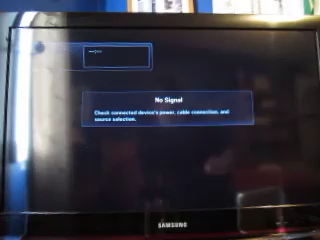 No Signal
Check connected device's power, cable connection, and
source selection.
SAMSUNG